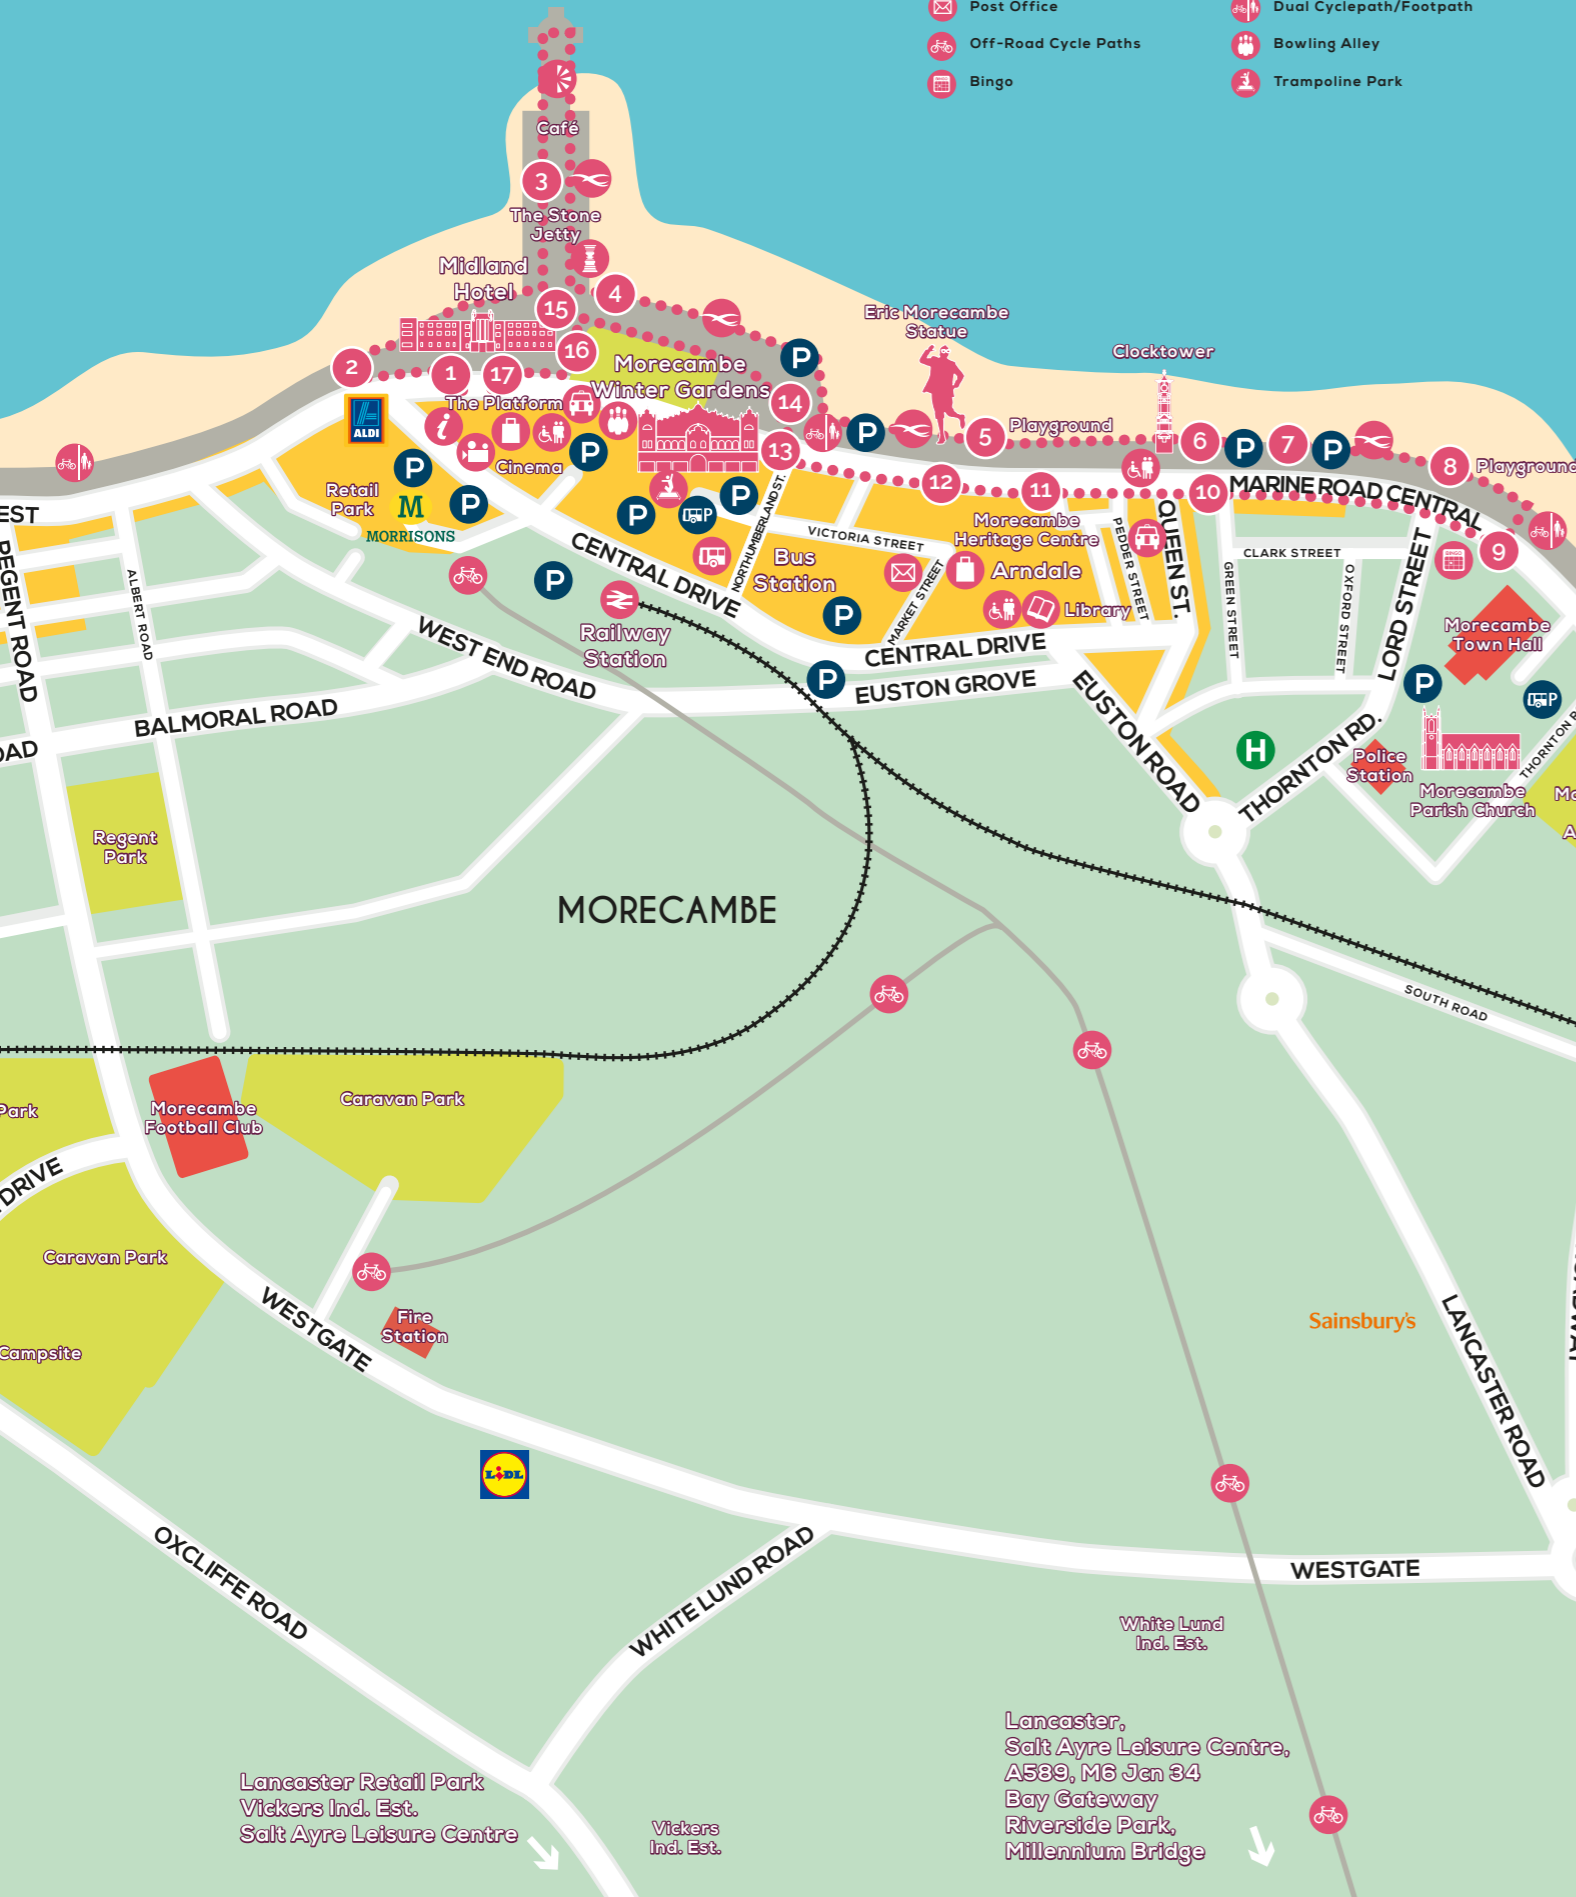 Post Office
Dual Cyclepath/Footpath
Off-Road Cycle Paths
Bowling Alley
BINGO
Bingo
Trampoline Park
Café
3
The Stone
Jetty
Midland
Hotel
15
4
16
2
1
17
Eric Morecambe
Statue
Clocktower
Morecambe
Winter Gardens
P
14
ALDI
The Platform
i
13
P
5
Playground
6
P
7
P
8
Playground
Cinema
P
P
Retail
Park
M
MORRISONS
P
P
P
P
12
11
10
MARINE ROAD CENTRAL
9
BINGO
EST
REGENT ROAD
ALBERT ROAD
CENTRAL DRIVE
NORTHUMBERLAND ST.
VICTORIA STREET
Morecambe
Heritage Centre
PEDDER STREET
QUEEN ST.
CLARK STREET
GREEN STREET
OXFORD STREET
LORD STREET
Bus
Station
MARKET STREET
Arndale
Library
P
P
Railway
Station
WEST END ROAD
CENTRAL DRIVE
P
EUSTON GROVE
EUSTON ROAD
Morecambe
Town Hall
P
P
BALMORAL ROAD
OAD
H
THORNTON RD.
Police
Station
Morecambe
Parish Church
THORNTON R
Mo
A
Regent
Park
MORECAMBE
SOUTH ROAD
Park
Morecambe
Football Club
Caravan Park
DRIVE
Caravan Park
Campsite
WESTGATE
Fire
Station
Sainsbury's
LANCASTER ROAD
LIDL
OXCLIFFE ROAD
WHITE LUND ROAD
WESTGATE
White Lund
Ind. Est.
Lancaster Retail Park
Vickers Ind. Est.
Salt Ayre Leisure Centre
Vickers
Ind. Est.
Lancaster,
Salt Ayre Leisure Centre,
A589, M6 Jcn 34
Bay Gateway
Riverside Park,
Millennium Bridge